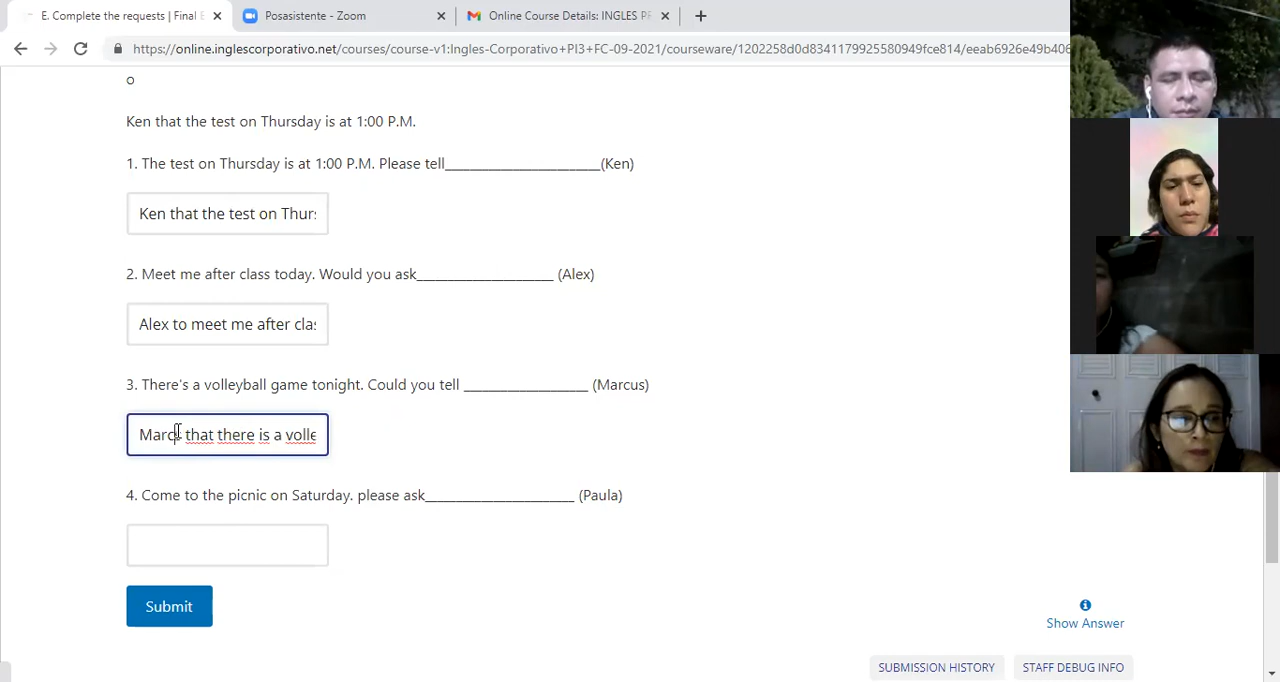 E. Complete the requests | Final E
Posasistente - Zoom
Online Course Details: INGLES PR
https://online.inglescorporativo.net/courses/course-v1:Ingles-Corporativo+PI3+FC-09-2021/courseware/1202258d0d8341179925580949fce814/eeab6926e49b406
o
Ken that the test on Thursday is at 1:00 P.M.
1. The test on Thursday is at 1:00 P.M. Please tell____________________(Ken)
Ken that the test on Thurs
2. Meet me after class today. Would you ask__________________ (Alex)
Alex to meet me after clas
3. There's a volleyball game tonight. Could you tell ________________ (Marcus)
that there is a volle
4. Come to the picnic on Saturday. please ask___________________ (Paula)
Submit
Show Answer
SUBMISSION HISTORY
STAFF DEBUG INFO